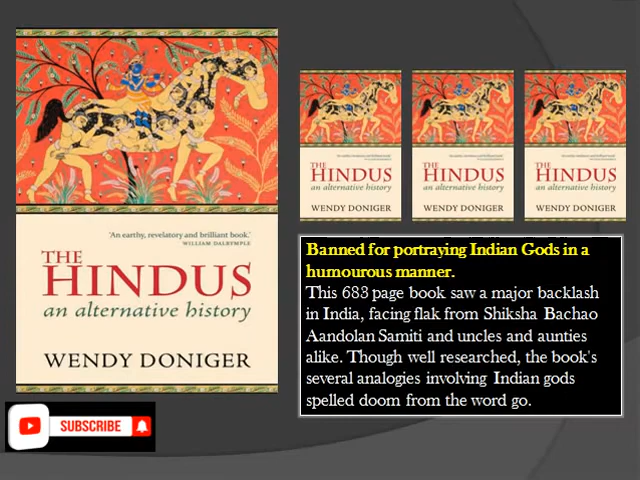 'An earthy, revelatory and brilliant book.'
WILLIAM DALRYMPLE
THE
HINDUS
an alternative history
WENDY DONIGER
SUBSCRIBE
THE
HINDUS
an alternative history
WENDY DONIGER
THE
HINDUS
an alternative history
WENDY DONIGER
THE
HINDUS
an alternative history
WENDY DONIGER
Banned for portraying Indian Gods in a
humourous manner.
This 683 page book saw a major backlash
in India, facing flak from Shiksha Bachao
Aandolan Samiti and uncles and aunties
alike. Though well researched, the book's
several analogies involving Indian gods
spelled doom from the word go.